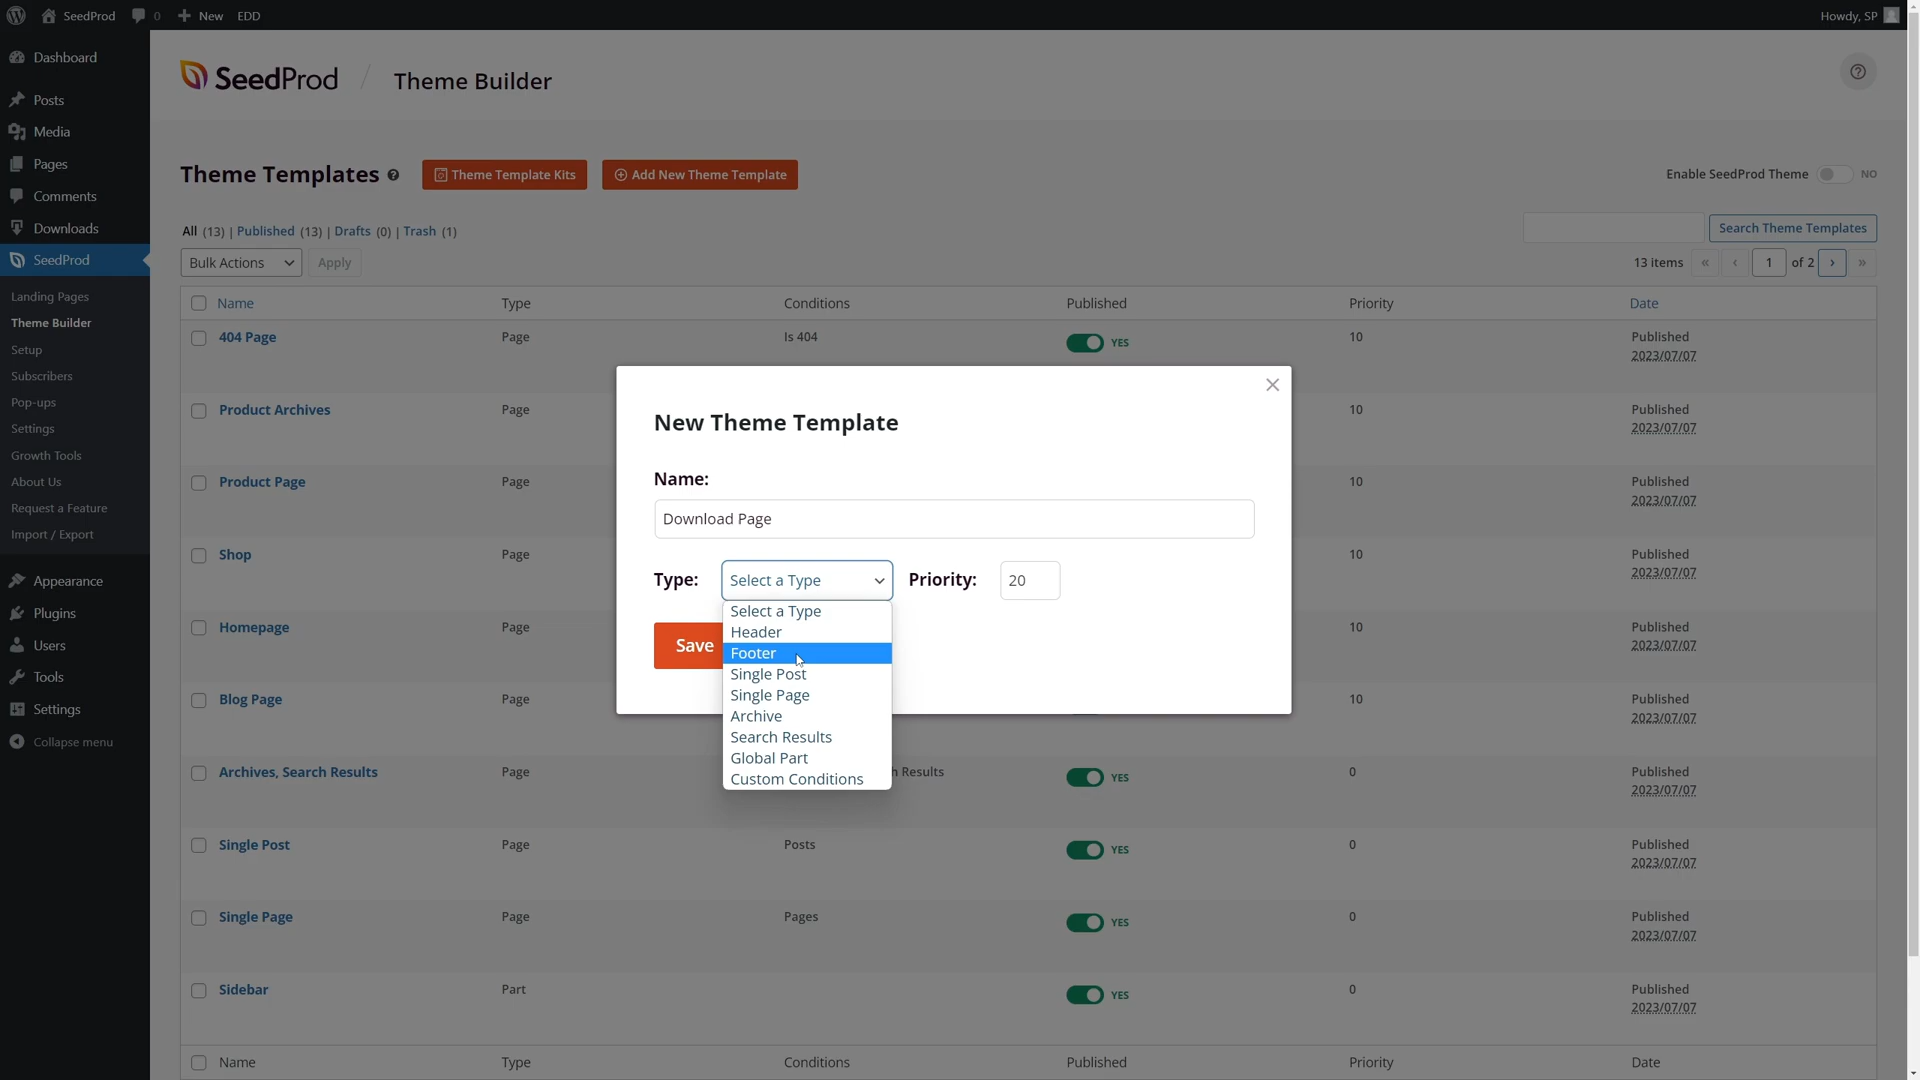 SeedProd 0 New EDD Howdy, SP
Dashboard
Posts
Media
Pages
Comments
Downloads
SeedProd
Landing Pages
Theme Builder
Setup
Subscribers
Pop-ups
Settings
Growth Tools
About Us
Request a Feature
Import / Export
Appearance
Plugins
Users
Tools
Settings
Collapse menu
SeedProd / Theme Builder
Theme Templates Theme Template Kits Add New Theme Template Enable SeedProd Theme NO
All (13) | Published (13) | Drafts (0) | Trash (1) Search Theme Templates
Bulk Actions Apply 13 items « ‹ 1 of 2 › »
Name Type Conditions Published Priority Date
404 Page Page Is 404 YES 10 Published
2023/07/07
Product Archives Page 10 Published
2023/07/07
Product Page Page 10 Published
2023/07/07
Shop Page 10 Published
2023/07/07
Homepage Page 10 Published
2023/07/07
Blog Page Page 10 Published
2023/07/07
Archives, Search Results Page h Results YES 0 Published
2023/07/07
Single Post Page Posts YES 0 Published
2023/07/07
Single Page Page Pages YES 0 Published
2023/07/07
Sidebar Part YES 0 Published
2023/07/07
Name Type Conditions Published Priority Date
New Theme Template
Name:
Download Page
Type: Select a Type Priority: 20
Save
Select a Type
Header
Footer
Single Post
Single Page
Archive
Search Results
Global Part
Custom Conditions